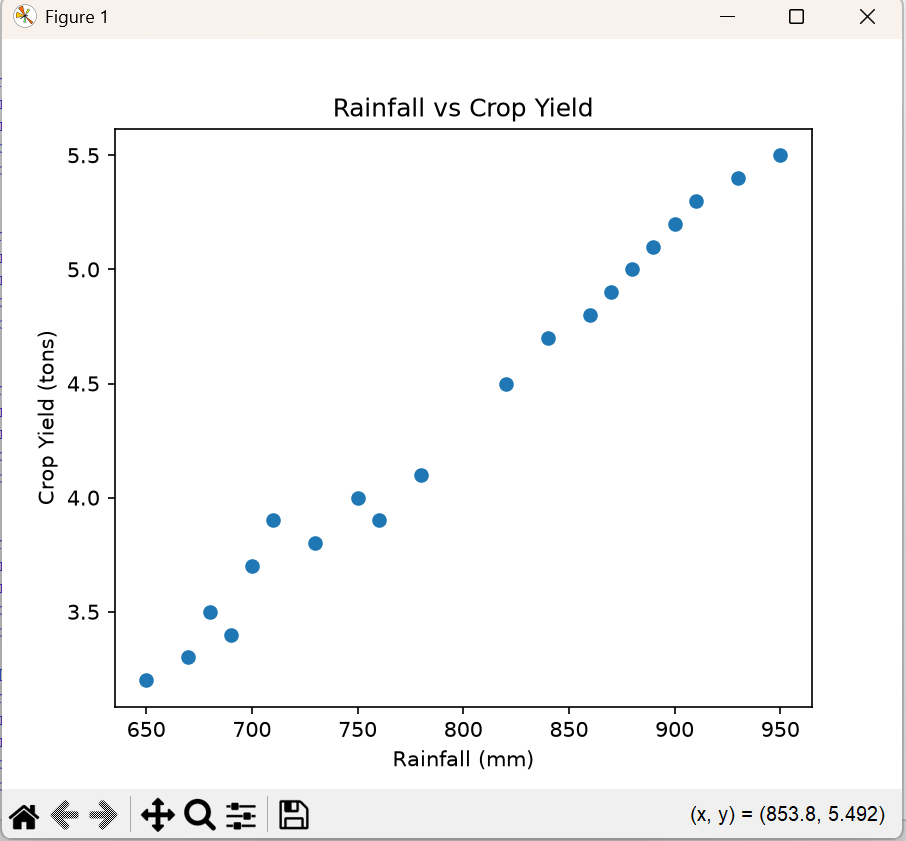 Figure 1
Rainfall vs Crop Yield
5.5
5.0
4.5
4.0
3.5
Crop Yield (tons)
650 700 750 800 850 900 950
Rainfall (mm)
(x, y) = (853.8, 5.492)